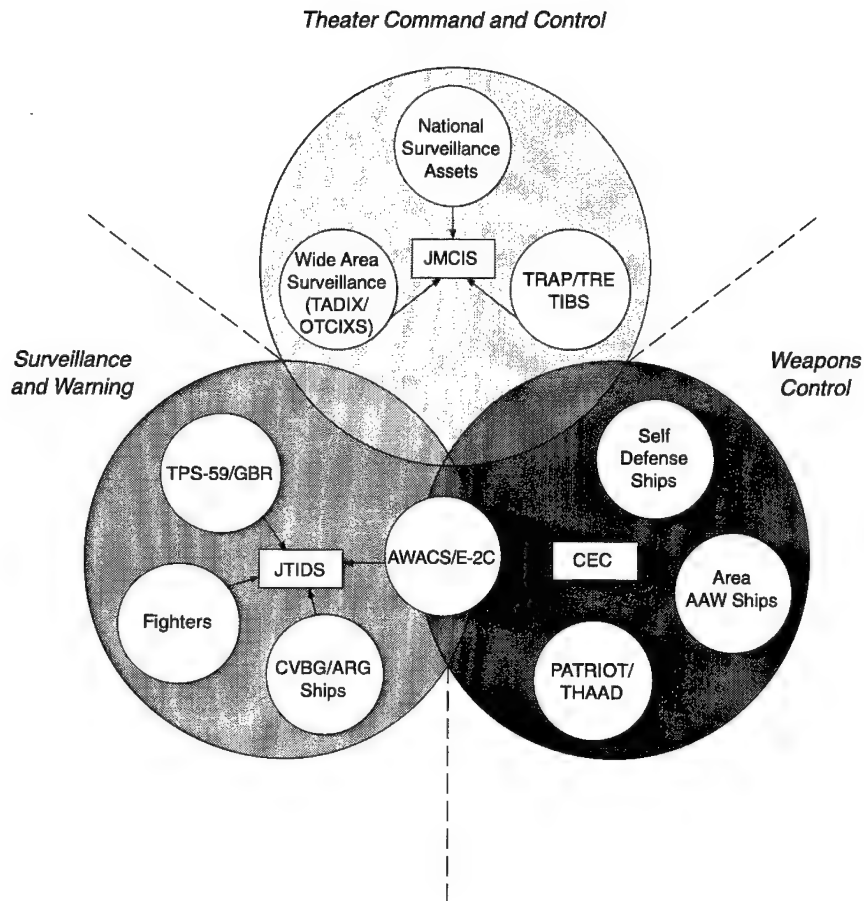 Theater Command and Control
National
Surveillance
Assets
JMCIS
Wide Area
Surveillance
(TADIX/
OTCIXS)
TRAP/TRE
TIBS
Surveillance
and Warning
Weapons
Control
TPS-59/GBR
Self
Defense
Ships
AWACS/E-2C
JTIDS
CEC
Fighters
Area
AAW Ships
CVBG/ARG
Ships
PATRIOT/
THAAD